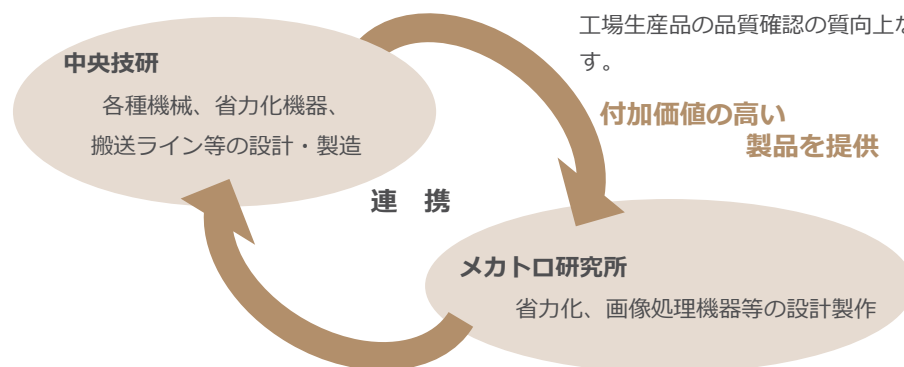 工場生産品の品質確認の質向上な
す。
中央技研
各種機械、省力化機器、
搬送ライン等の設計・製造
付加価値の高い
製品を提供
連 携
メカトロ研究所
省力化、画像処理機器等の設計製作